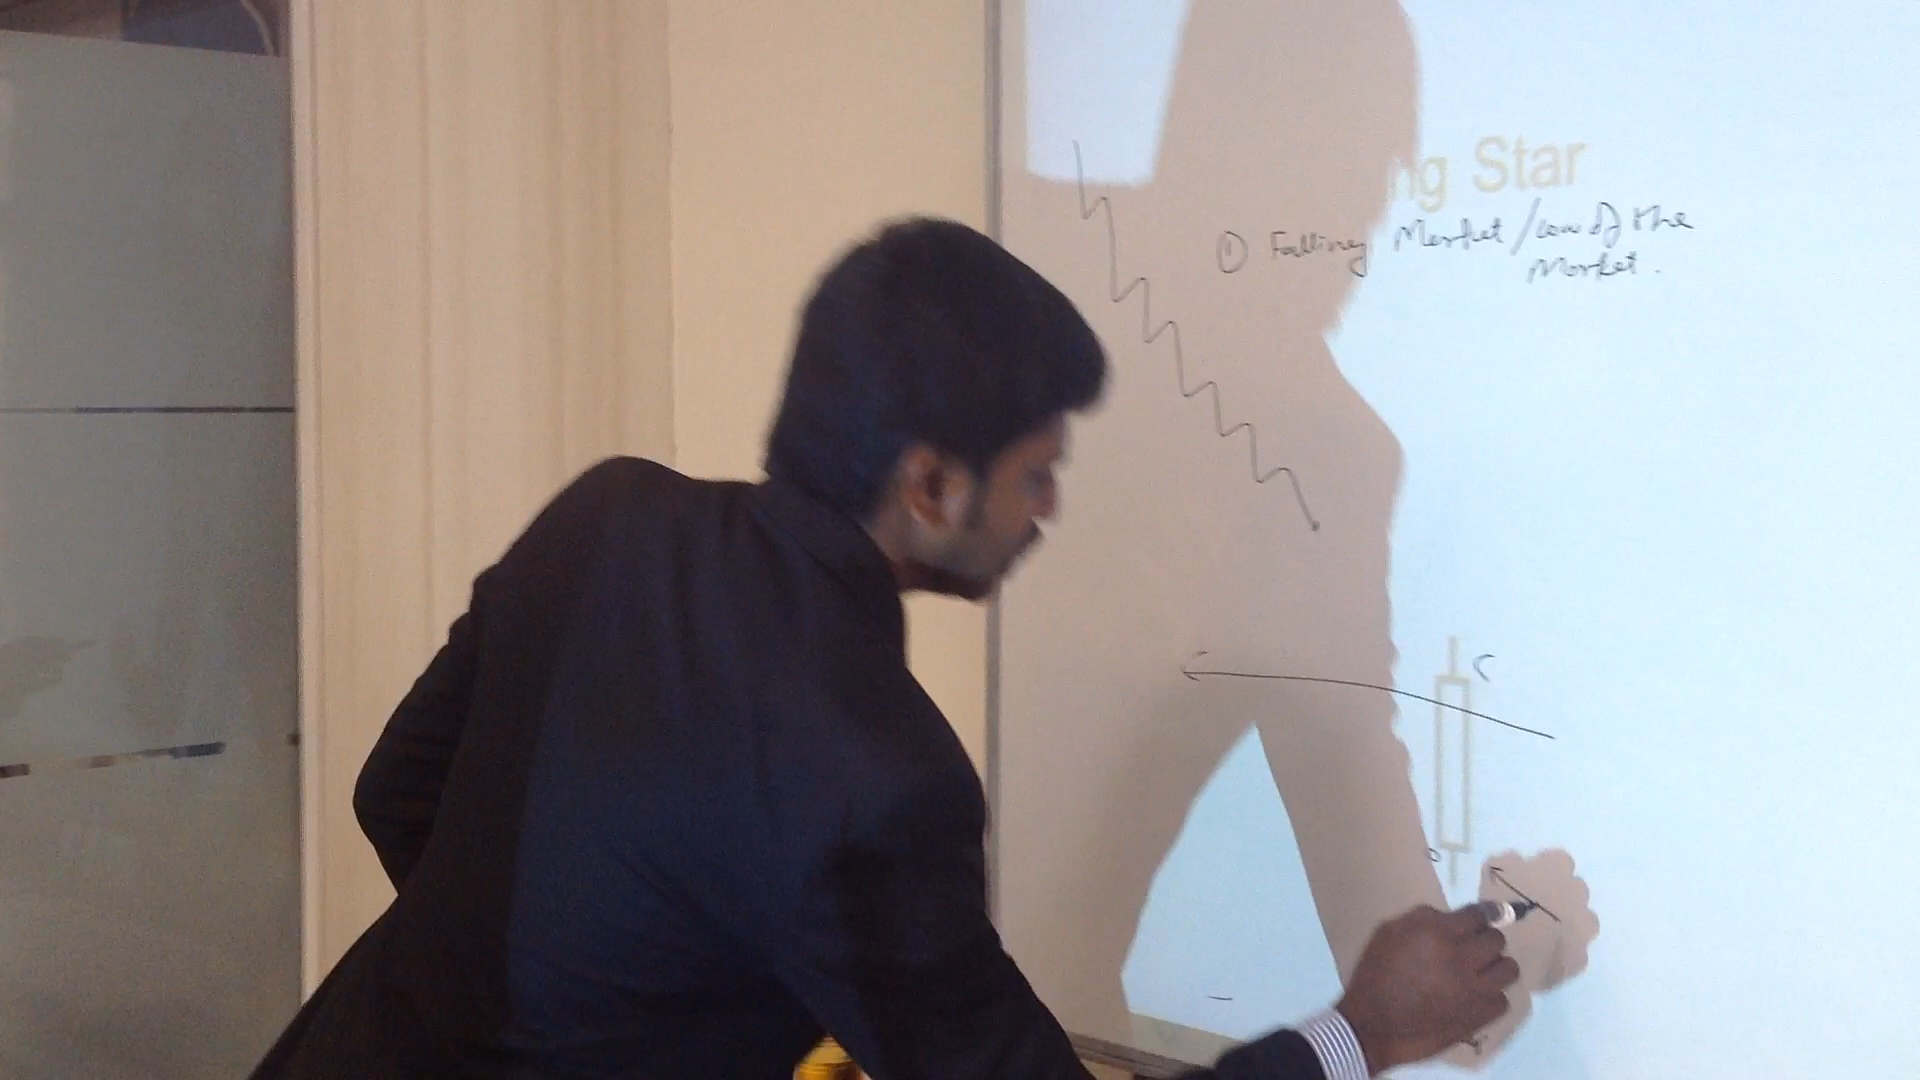 ng Star
① Falling Market/low of the
Market.
C
O